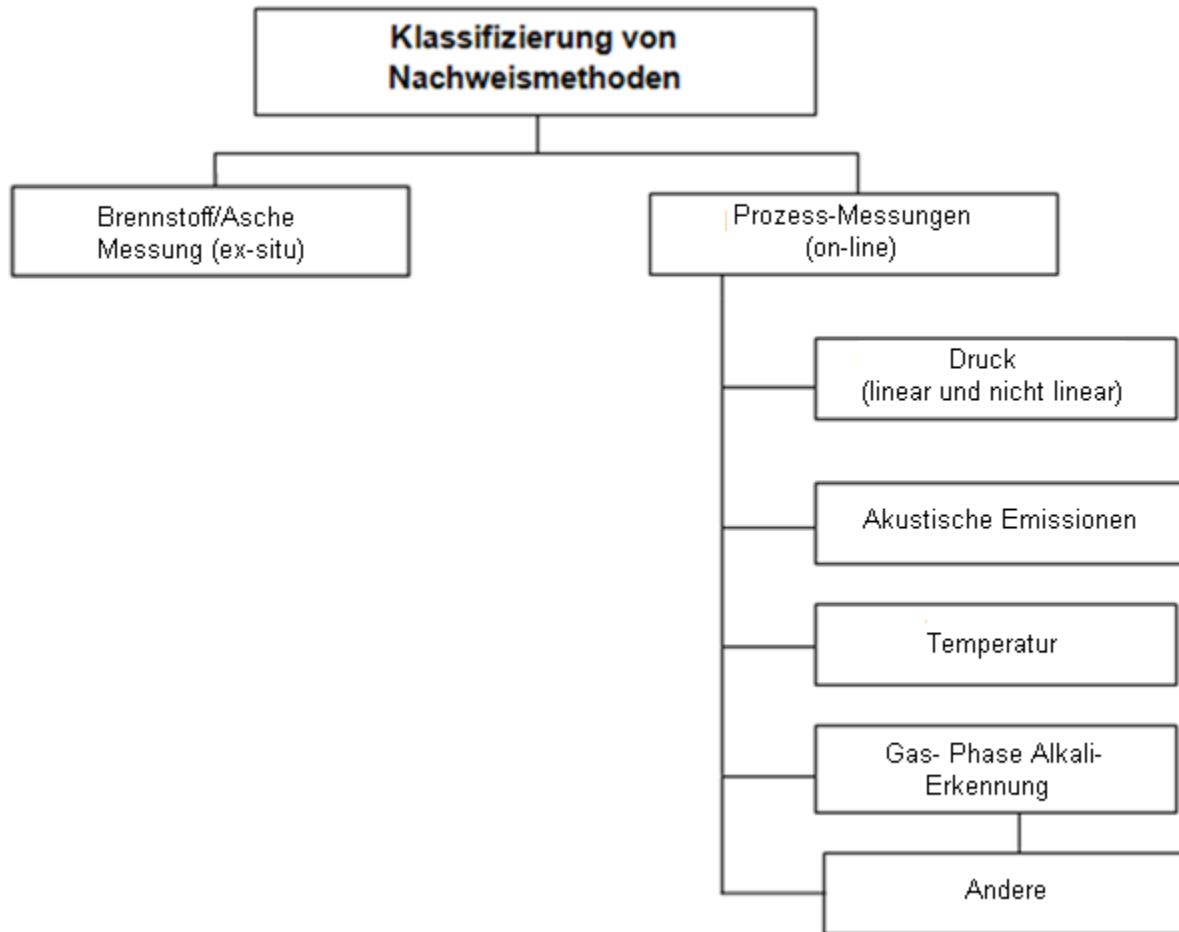 Klassifizierung von
Nachweismethoden
Brennstoff/Asche
Messung (ex-situ)
Prozess-Messungen
(on-line)
Druck
(linear und nicht linear)
Akustische Emissionen
Temperatur
Gas- Phase Alkali-
Erkennung
Andere